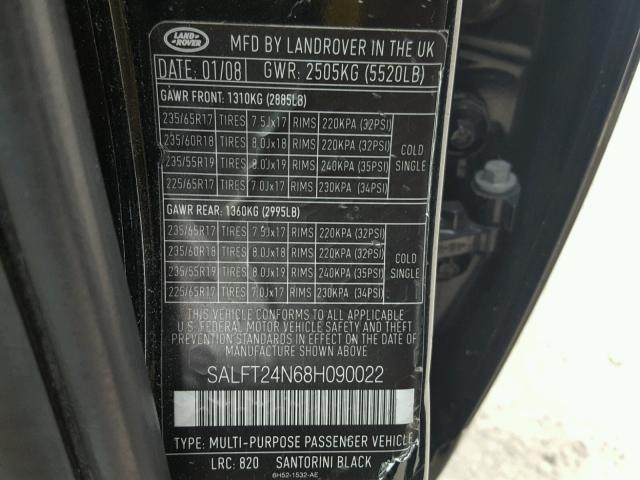 LAND ROVER
MFD BY LANDROVER IN THE UK
DATE: 01/08 GWR: 2505KG (5520LB)
GAWR FRONT: 1310KG (2885LB)
235/65R17 TIRES 7.5Jx17 RIMS 220KPA (32PSI)
235/60R18 TIRES 8.0Jx18 RIMS 220KPA (32PSI)
235/55R19 TIRES 8.0Jx19 RIMS 240KPA (35PSI)
225/65R17 TIRES 7.0Jx17 RIMS 230KPA (34PSI)
COLD
SINGLE
GAWR REAR: 1360KG (2995LB)
235/65R17 TIRES 7.5Jx17 RIMS 220KPA (32PSI)
235/60R18 TIRES 8.0Jx18 RIMS 220KPA (32PSI)
235/55R19 TIRES 8.0Jx19 RIMS 240KPA (35PSI)
225/65R17 TIRES 7.0Jx17 RIMS 230KPA (34PSI)
COLD
SINGLE
THIS VEHICLE CONFORMS TO ALL APPLICABLE
U.S. FEDERAL MOTOR VEHICLE SAFETY AND THEFT
PREVENTION STANDARDS IN EFFECT ON THE DATE
OF MANUFACTURE SHOWN ABOVE
SALFT24N68H090022
TYPE: MULTI-PURPOSE PASSENGER VEHICLE
LRC: 820 SANTORINI BLACK
6H52-1532-AE